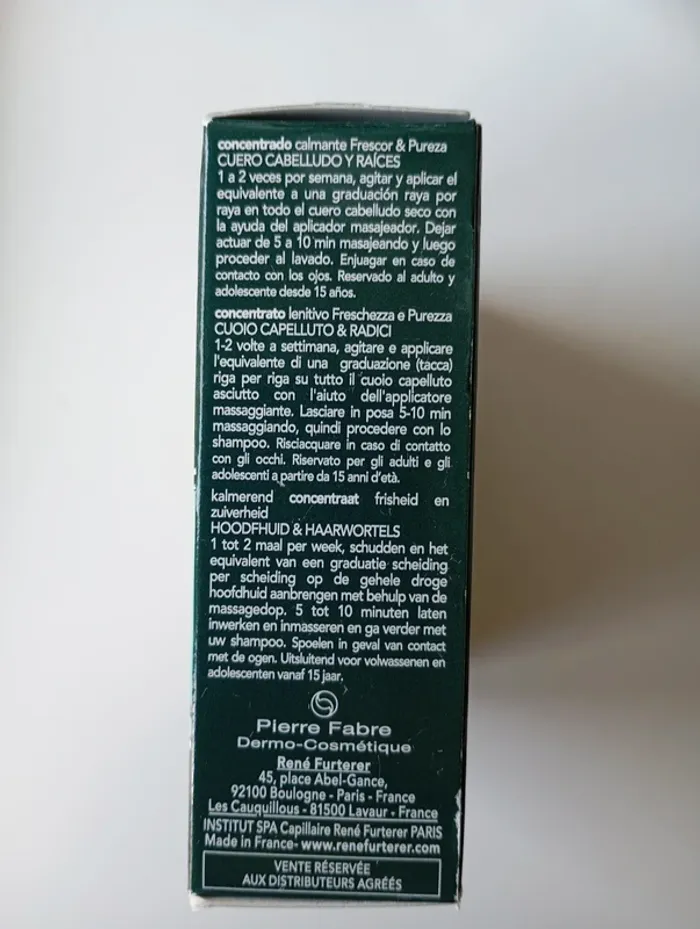 concentrado calmante Frescor & Pureza
CUERO CABELLUDO Y RAÍCES
1 a 2 veces por semana, agitar y aplicar el
equivalente a una graduación raya por
raya en todo el cuero cabelludo seco con
la ayuda del aplicador masajeador. Dejar
actuar de 5 a 10 min masajeando y luego
proceder al lavado. Enjuagar en caso de
contacto con los ojos. Reservado al adulto y
adolescente desde 15 años.
concentrato lenitivo Freschezza e Purezza
CUOIO CAPELLUTO & RADICI
1-2 volte a settimana, agitare e applicare
l'equivalente di una graduazione (tacca)
riga per riga su tutto il cuoio capelluto
asciutto con l'aiuto dell'applicatore
massaggiante. Lasciare in posa 5-10 min
massaggiando, quindi procedere con lo
shampoo. Risciacquare in caso di contatto
con gli occhi. Riservato per gli adulti e gli
adolescenti a partire da 15 anni d'età.
kalmerend concentraat frisheid en
zuiverheid
HOOFDHUID & HAARWORTELS
1 tot 2 maal per week, schudden en het
equivalent van een graduatie scheiding
per scheiding op de gehele droge
hoofdhuid aanbrengen met behulp van de
massagedop. 5 tot 10 minuten laten
inwerken en inmasseren en ga verder met
uw shampoo. Spoelen in geval van contact
met de ogen. Uitsluitend voor volwassenen en
adolescenten vanaf 15 jaar.
Pierre Fabre
Dermo-Cosmétique
René Furterer
45, place Abel-Gance,
92100 Boulogne - Paris - France
Les Cauquillous - 81500 Lavaur - France
INSTITUT SPA Capillaire René Furterer PARIS
Made in France- www.renefurterer.com
VENTE RÉSERVÉE
AUX DISTRIBUTEURS AGRÉÉS